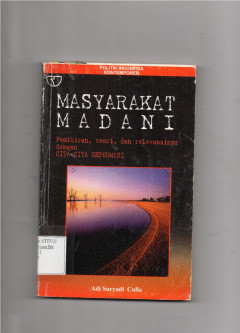 POLITIK INDONESIA
KONTEMPORER
MASYARAKAT
MADANI
Pemikiran, teori, dan relevansinya
dengan
CITA-CITA REFORMASI
Adi Suryadi Culla